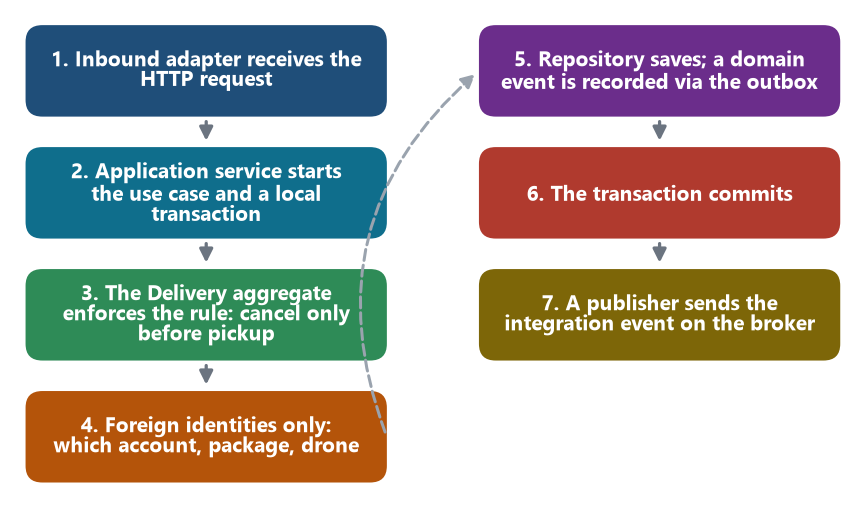 1. Inbound adapter receives the
HTTP request
2. Application service starts
the use case and a local
transaction
3. The Delivery aggregate
enforces the rule: cancel only
before pickup
4. Foreign identities only:
which account, package, drone
5. Repository saves; a domain
event is recorded via the outbox
6. The transaction commits
7. A publisher sends the
integration event on the broker